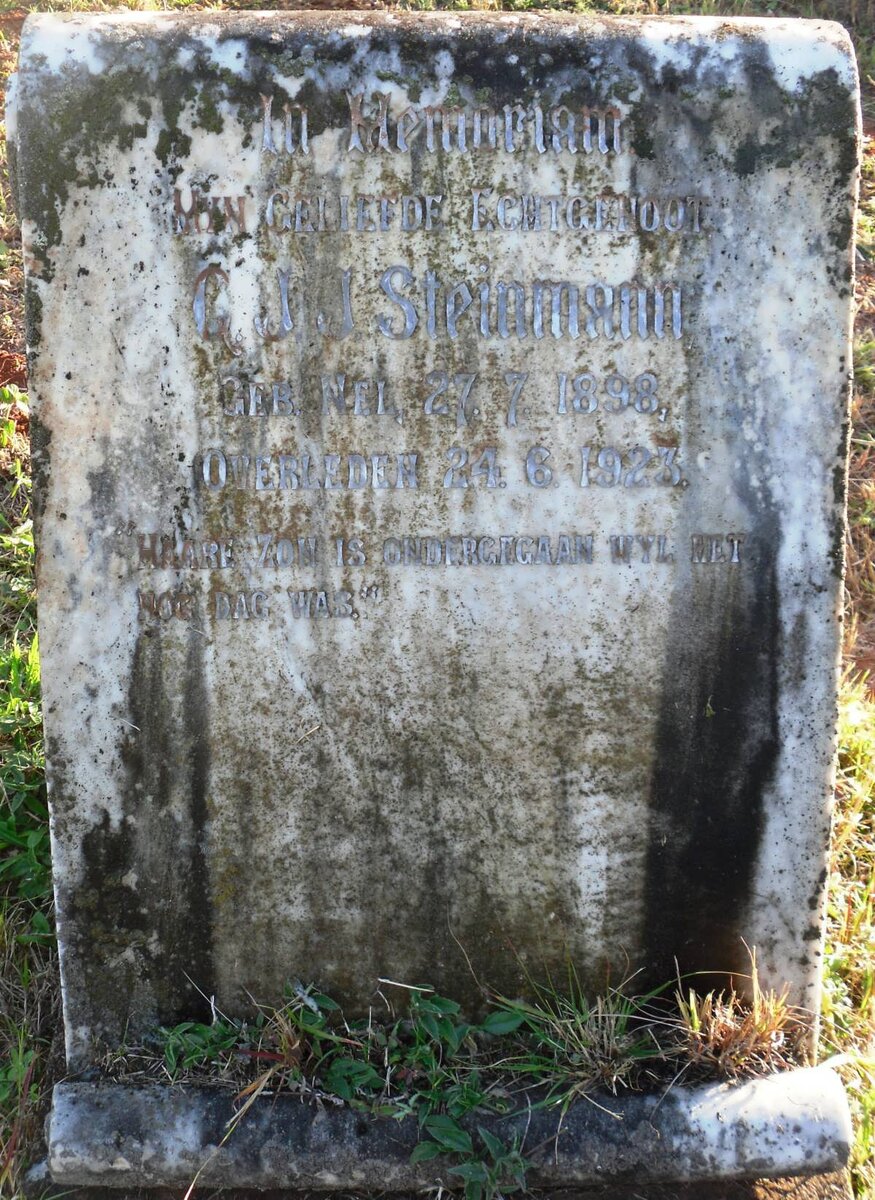 In Memoriam
Mijn Geliefde Echtgenoot
J. J. Steinmann
Geb. Nel, 27. 7. 1898,
Overleden 24. 6. 1923.
"Haare Zon is ondergegaan wyl het
nog dag was."